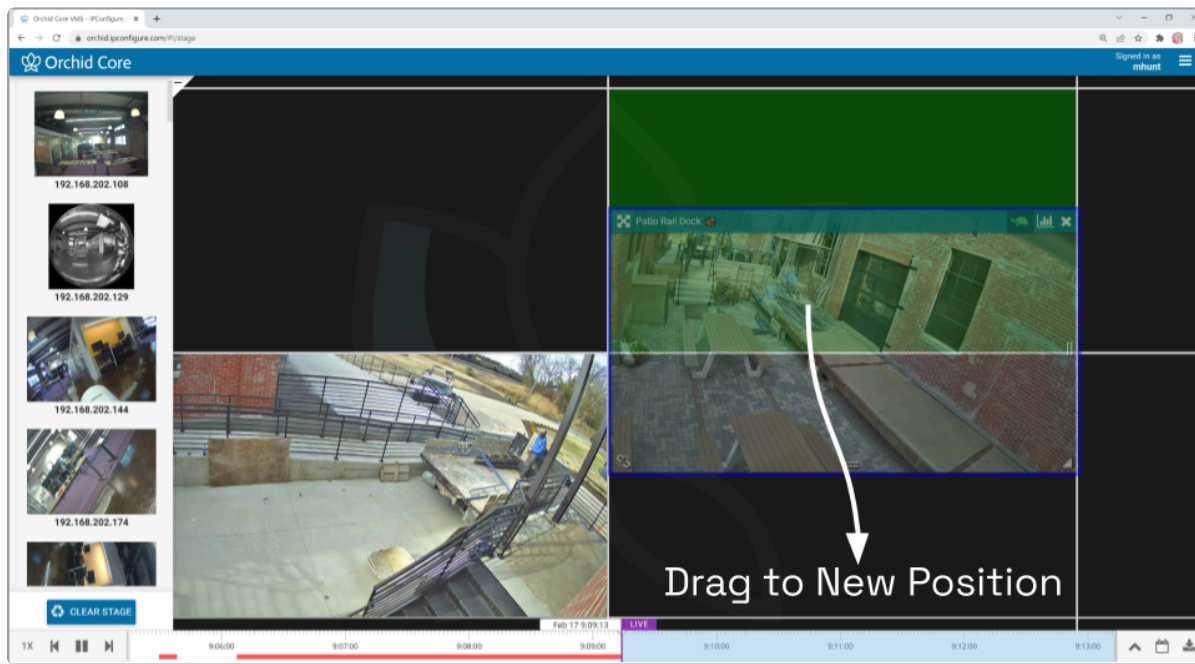 Orchid Core VMS - IPConfigure,
orchid.ipconfigure.com/#!/stage
Orchid Core
Signed in as
mhunt
192.168.202.108
192.168.202.129
192.168.202.144
192.168.202.174
Patio Rail Dock
Drag to New Position
CLEAR STAGE
Feb 17 9:09:13 LIVE
1X 9:06:00 9:07:00 9:08:00 9:09:00 9:10:00 9:11:00 9:12:00 9:13:00